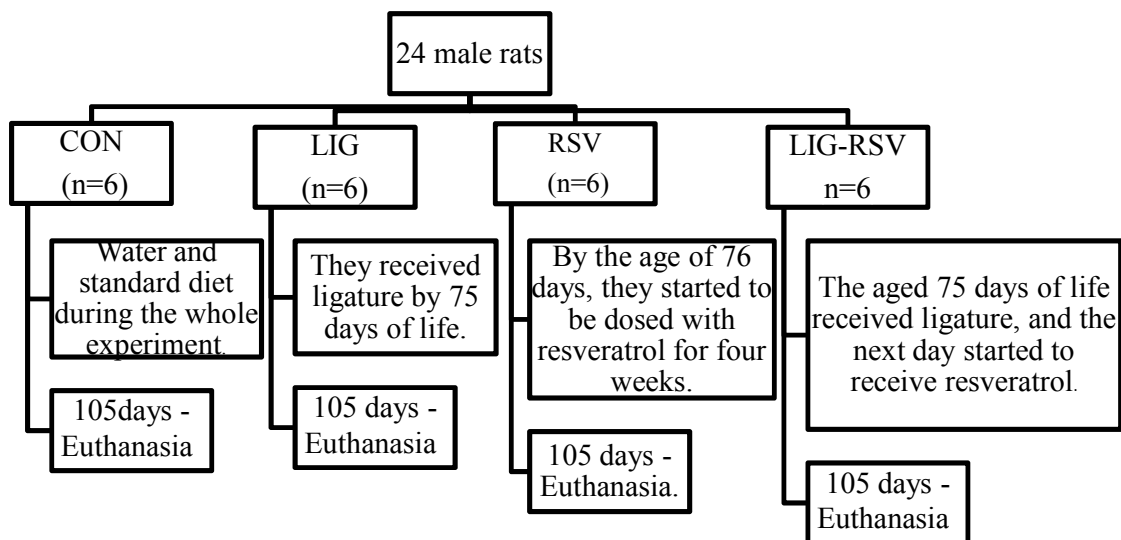 24 male rats
CON
(n=6)
LIG
(n=6)
RSV
(n=6)
LIG-RSV
n=6
Water and
standard diet
during the whole
experiment.
They received
ligature by 75
days of life.
By the age of 76
days, they started to
be dosed with
resveratrol for four
weeks.
The aged 75 days of life
received ligature, and the
next day started to
receive resveratrol.
105days -
Euthanasia
105 days -
Euthanasia
105 days -
Euthanasia.
105 days -
Euthanasia